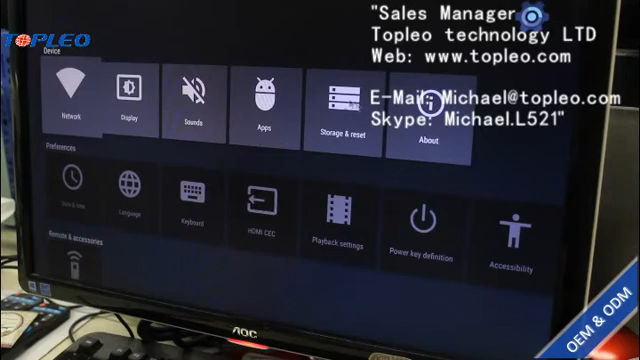 "Sales Manager
Topleo technology LTD
Web: www.topleo.com
E-Mail: Michael@topleo.com
Skype: Michael.L521"
TOPLEO
Device
Network
Display
Sounds
Apps
Storage & reset
About
Preferences
Date & time
Language
Keyboard
HDMI CEC
Playback settings
Power key definition
Accessibility
Remote & accessories
AOC
OEM & ODM